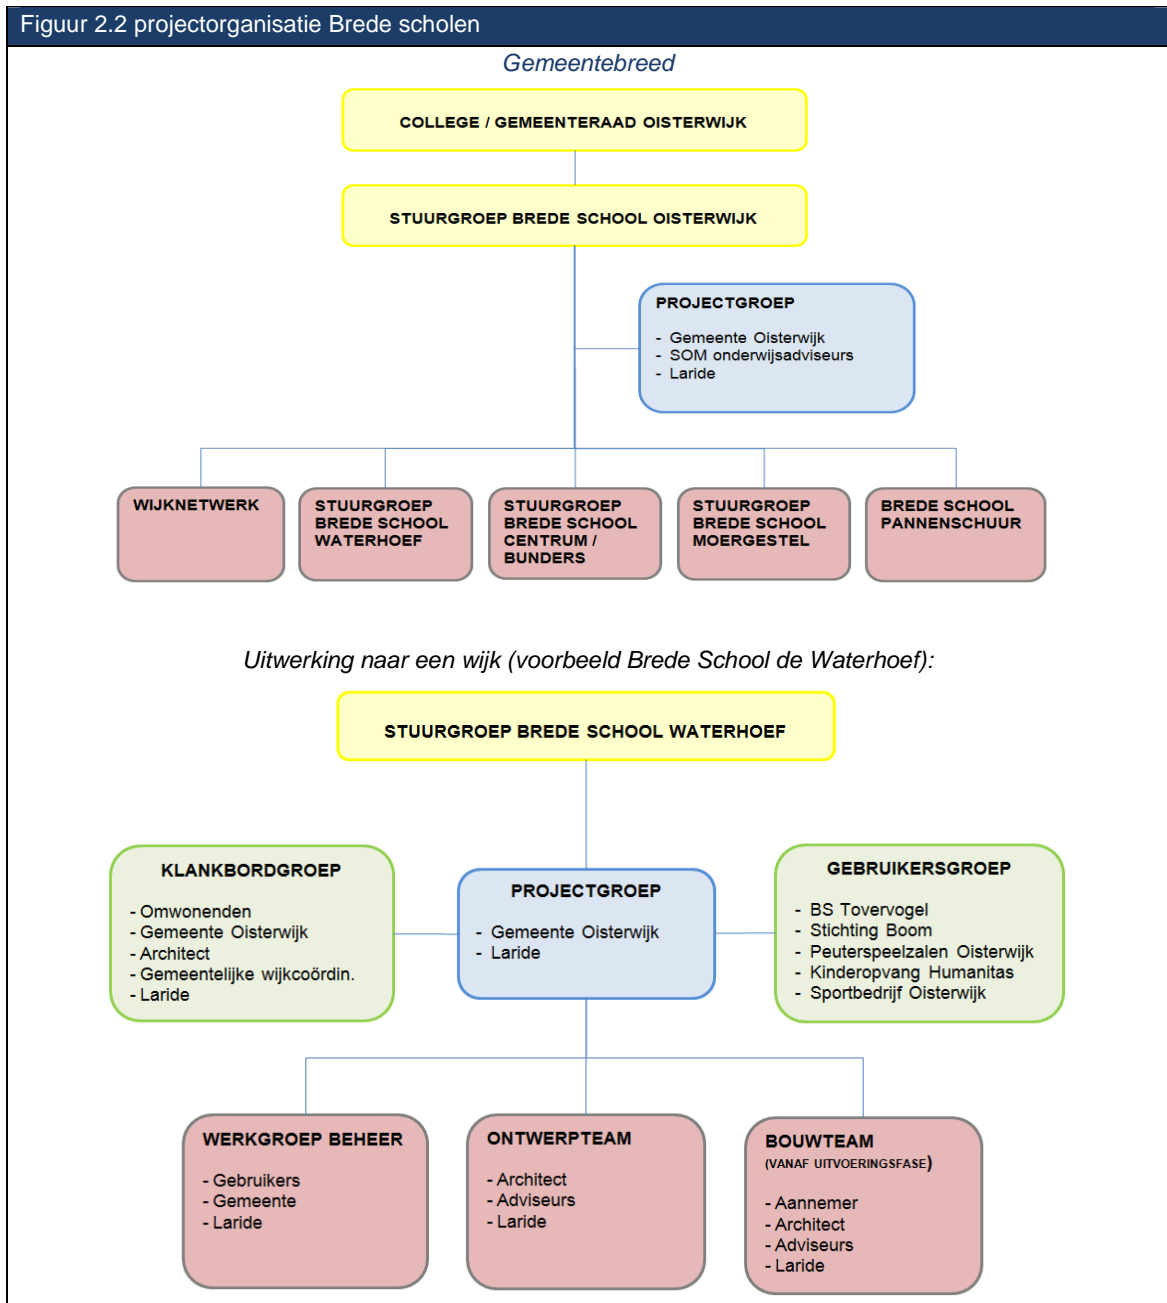 Figuur 2.2 projectorganisatie Brede scholen
Gemeentebreed
COLLEGE / GEMEENTERAAD OISTERWIJK
STUURGROEP BREDE SCHOOL OISTERWIJK
PROJECTGROEP
- Gemeente Oisterwijk
- SOM onderwijsadviseurs
- Laride
WIJKNETWERK
STUURGROEP
BREDE SCHOOL
WATERHOEF
STUURGROEP
BREDE SCHOOL
CENTRUM /
BUNDERS
STUURGROEP
BREDE SCHOOL
MOERGESTEL
BREDE SCHOOL
PANNENSCHUUR
Uitwerking naar een wijk (voorbeeld Brede School de Waterhoef):
STUURGROEP BREDE SCHOOL WATERHOEF
KLANKBORDGROEP
- Omwonenden
- Gemeente Oisterwijk
- Architect
- Gemeentelijke wijkcoördin.
- Laride
PROJECTGROEP
- Gemeente Oisterwijk
- Laride
GEBRUIKERSGROEP
- BS Tovervogel
- Stichting Boom
- Peuterspeelzalen Oisterwijk
- Kinderopvang Humanitas
- Sportbedrijf Oisterwijk
WERKGROEP BEHEER
- Gebruikers
- Gemeente
- Laride
ONTWERPTEAM
- Architect
- Adviseurs
- Laride
BOUWTEAM
(VANAF UITVOERINGSFASE)
- Aannemer
- Architect
- Adviseurs
- Laride